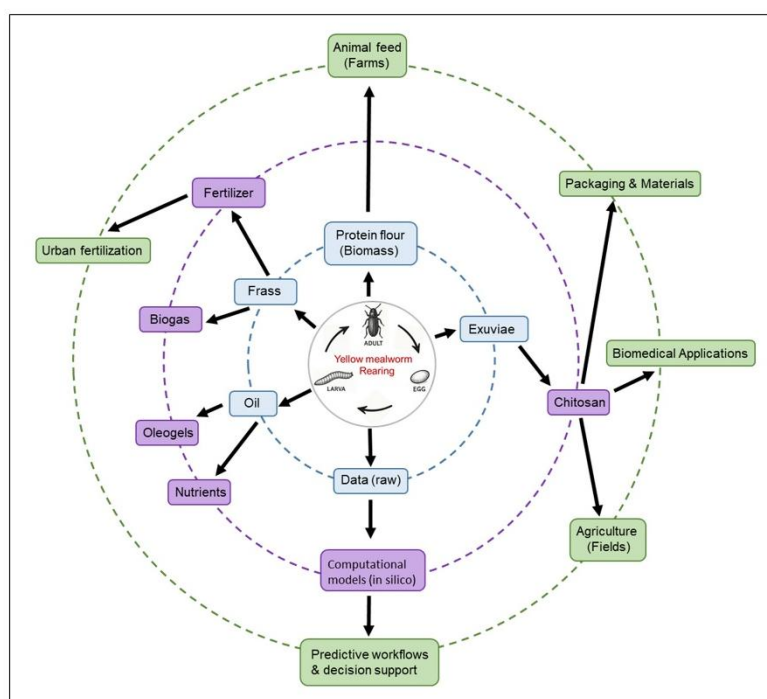 Animal feed
(Farms)
Packaging & Materials
Fertilizer
Urban fertilization
Protein flour
(Biomass)
Frass
Biogas
Exuviae
ADULT
Yellow mealworm
Rearing
LARVA
EGG
Biomedical Applications
Oil
Chitosan
Oleogels
Nutrients
Data (raw)
Agriculture
(Fields)
Computational
models (in silico)
Predictive workflows
& decision support